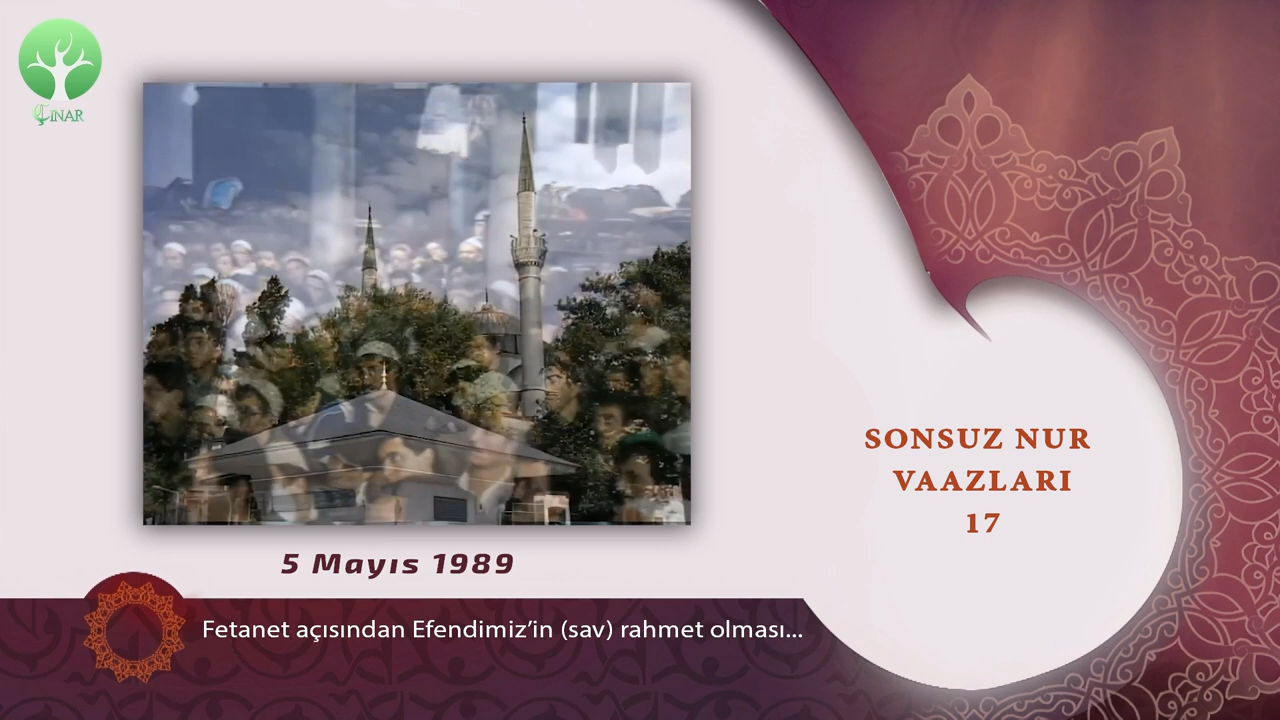 ÇINAR
SONSUZ NUR
VAAZLARI
17
5 Mayıs 1989
Fetanet açısından Efendimiz’in (sav) rahmet olması...